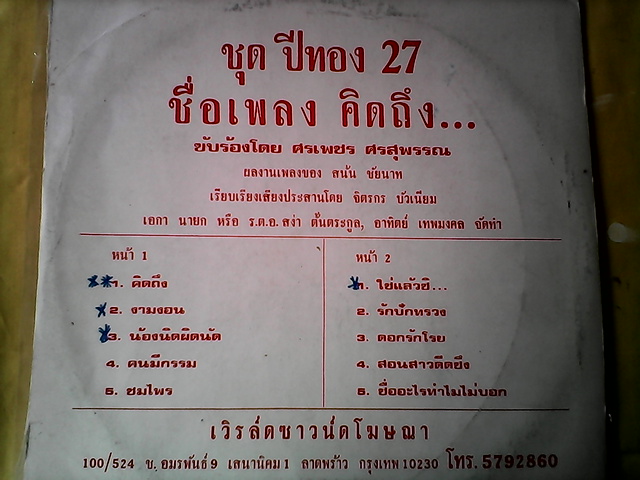 ชุด ปีทอง 27
ชื่อเพลง คิดถึง...
ขับร้องโดย ศรเพชร ศรสุพรรณ
ผลงานเพลงของ สนั่น ชัยนาท
เรียบเรียงเสียงประสานโดย จิตรกร บัวเนียม
เอกา นายก หรือ ร.ต.อ. สง่า ตั้นตระกูล, อาทิตย์ เทพมงคล จัดทำ
หน้า 1
1. คิดถึง
2. งามงอน
3. น้องนิดผิดนัด
4. คนมีกรรม
5. ชมไพร
หน้า 2
1. ใช่แล้วซิ...
2. รักปักทรวง
3. ดอกรักโรย
4. สอนสาวดีดซึง
5. ชื่ออะไรทำไมไม่บอก
เวิรล์ดซาวน์ดโฆษณา
100/524 ซ. อมรพันธ์ 9 เสนานิคม 1 ลาดพร้าว กรุงเทพ 10230 โทร. 5792860